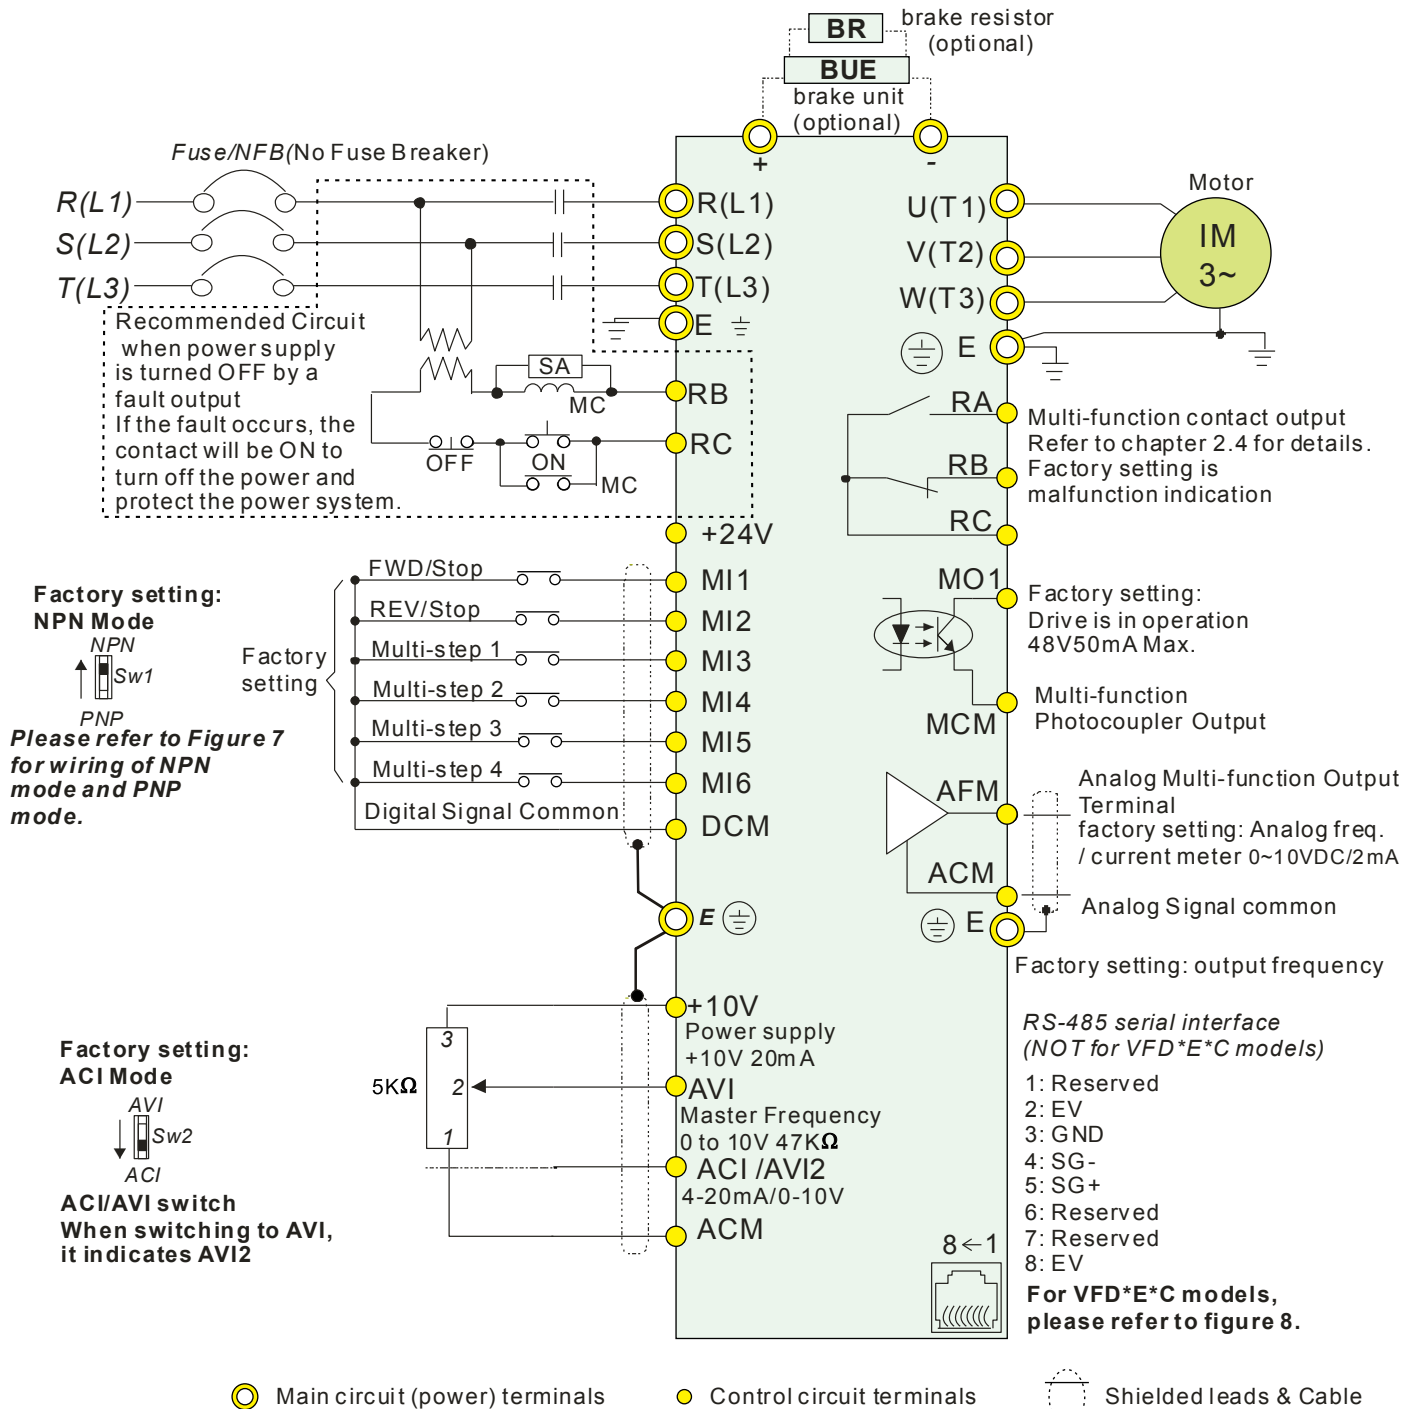 BR
brake resistor
(optional)
BUE
brake unit
(optional)
+
-
Fuse/NFB(No Fuse Breaker)
R(L1)
S(L2)
T(L3)
R(L1)
S(L2)
T(L3)
E
U(T1)
V(T2)
W(T3)
E
Motor
IM
3~
Recommended Circuit
when power supply
is turned OFF by a
fault output
If the fault occurs, the
contact will be ON to
turn off the power and
protect the power system.
SA
MC
OFF
ON
MC
RB
RC
RA
RB
RC
Multi-function contact output
Refer to chapter 2.4 for details.
Factory setting is
malfunction indication
+24V
Factory setting:
NPN Mode
NPN
Sw1
PNP
Please refer to Figure 7
for wiring of NPN
mode and PNP
mode.
Factory
setting
FWD/Stop
REV/Stop
Multi-step 1
Multi-step 2
Multi-step 3
Multi-step 4
Digital Signal Common
MI1
MI2
MI3
MI4
MI5
MI6
DCM
E
MO1
Factory setting:
Drive is in operation
48V50mA Max.
Multi-function
Photocoupler Output
MCM
AFM
Analog Multi-function Output
Terminal
factory setting: Analog freq.
/ current meter 0~10VDC/2mA
ACM
Analog Signal common
E
Factory setting: output frequency
Factory setting:
ACI Mode
AVI
Sw2
ACI
ACI/AVI switch
When switching to AVI,
it indicates AVI2
5KΩ
3
2
1
+10V
Power supply
+10V 20mA
AVI
Master Frequency
0 to 10V 47KΩ
ACI/AVI2
4-20mA/0-10V
ACM
RS-485 serial interface
(NOT for VFD*E*C models)
1: Reserved
2: EV
3: GND
4: SG-
5: SG+
6: Reserved
7: Reserved
8: EV
For VFD*E*C models,
please refer to figure 8.
8←1
Main circuit (power) terminals
Control circuit terminals
Shielded leads & Cable